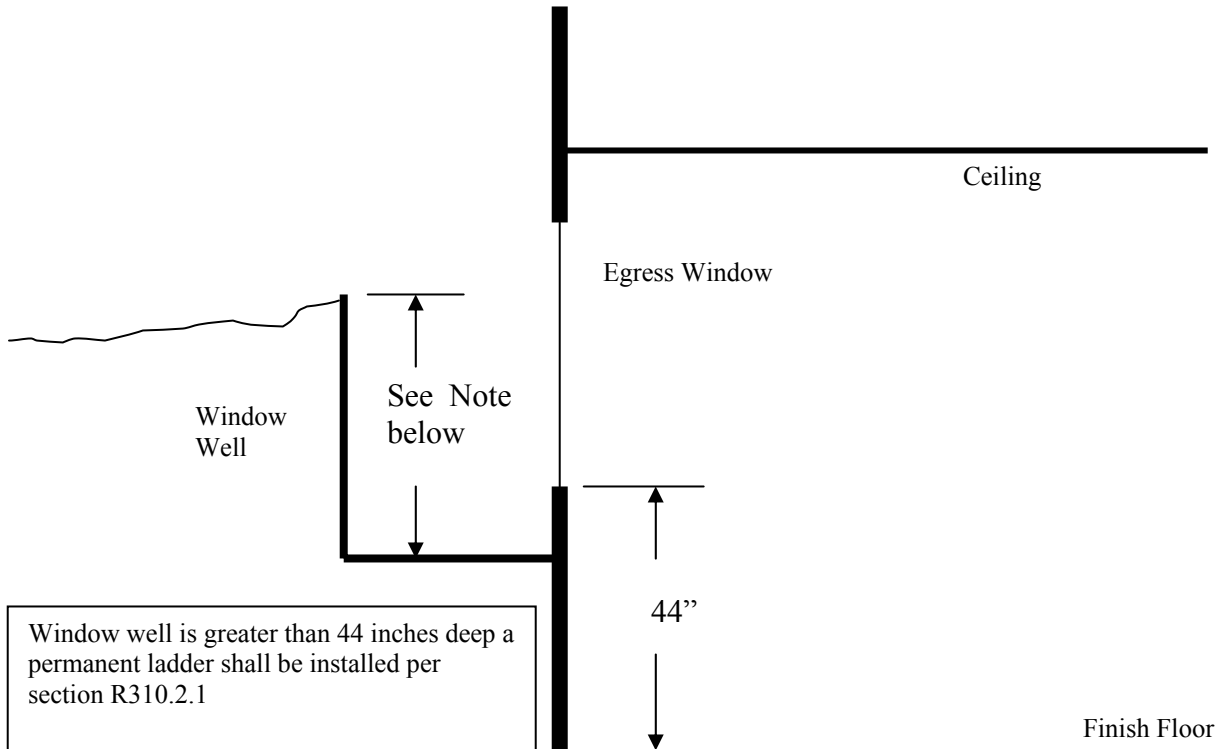 Ceiling
Egress Window
See Note
below
Window
Well
44”
Window well is greater than 44 inches deep a
permanent ladder shall be installed per
section R310.2.1
Finish Floor